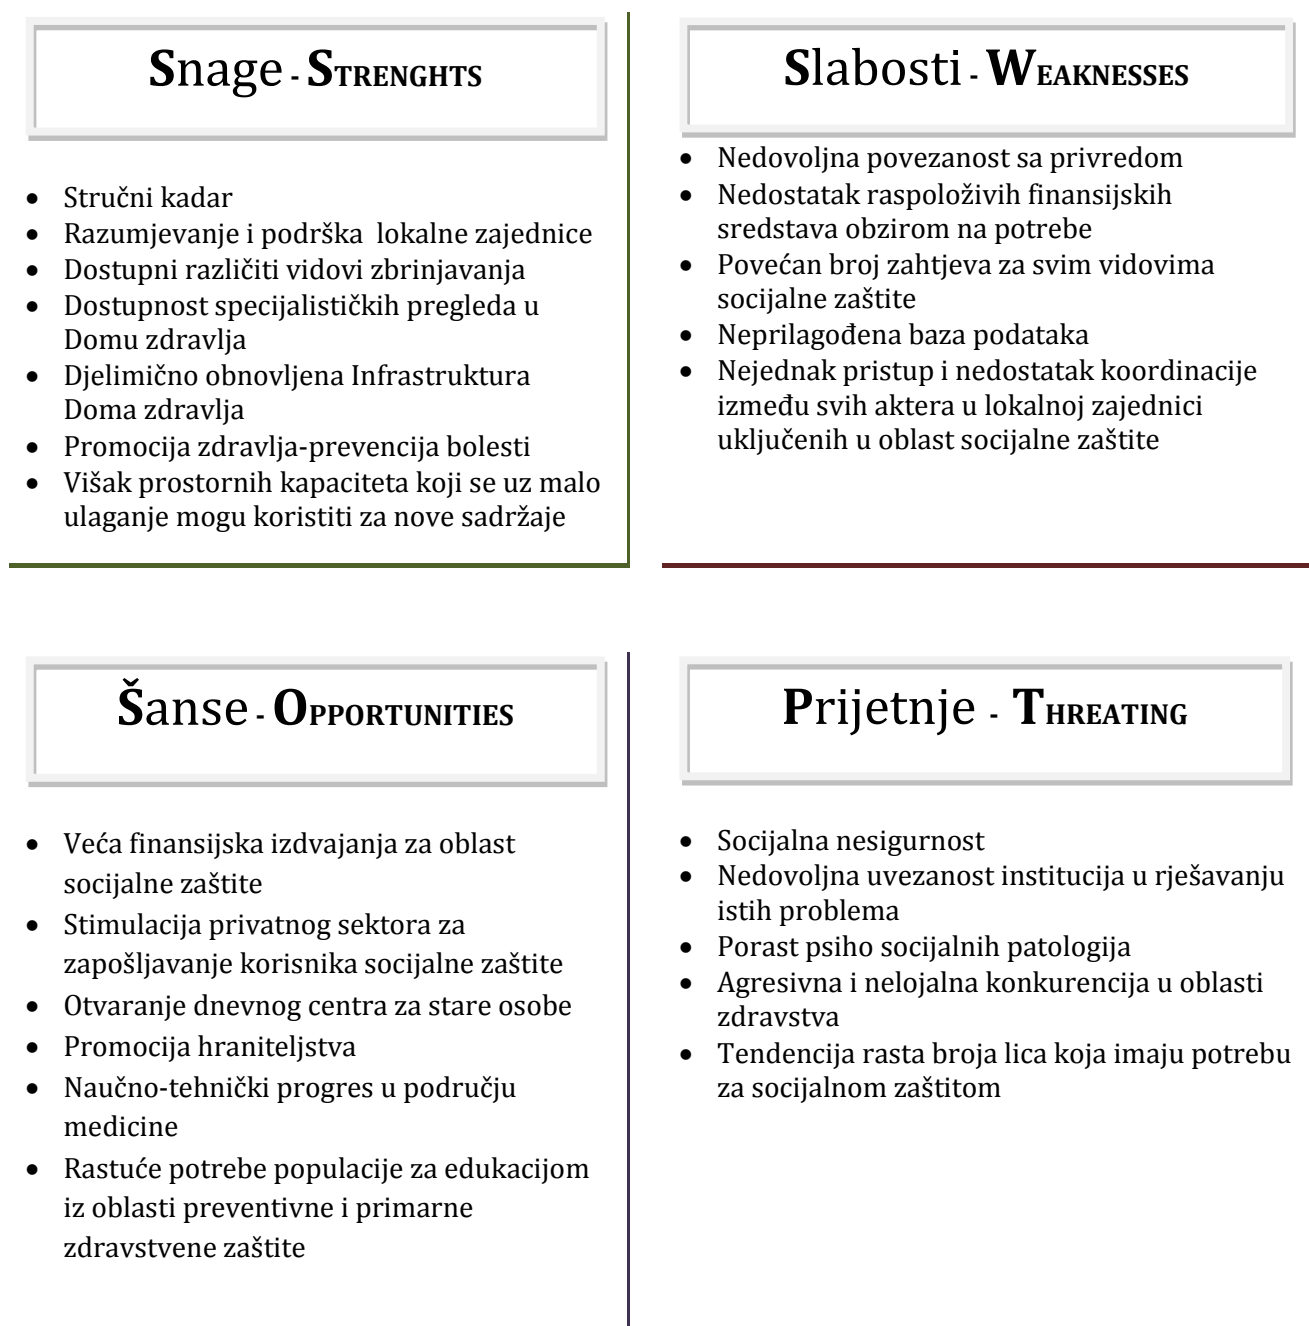 Snage - STRENGHTS
• Stručni kadar
• Razumjevanje i podrška lokalne zajednice
• Dostupni različiti vidovi zbrinjavanja
• Dostupnost specijalističkih pregleda u
Domu zdravlja
• Djelimično obnovljena Infrastruktura
Doma zdravlja
• Promocija zdravlja-prevencija bolesti
• Višak prostornih kapaciteta koji se uz malo
ulaganje mogu koristiti za nove sadržaje
Slabosti - WEAKNESSES
• Nedovoljna povezanost sa privredom
• Nedostatak raspoloživih finansijskih
sredstava obzirom na potrebe
• Povećan broj zahtjeva za svim vidovima
socijalne zaštite
• Neprilagođena baza podataka
• Nejednak pristup i nedostatak koordinacije
između svih aktera u lokalnoj zajednici
uključenih u oblast socijalne zaštite
Šanse - OPPORTUNITIES
• Veća finansijska izdvajanja za oblast
socijalne zaštite
• Stimulacija privatnog sektora za
zapošljavanje korisnika socijalne zaštite
• Otvaranje dnevnog centra za stare osobe
• Promocija hraniteljstva
• Naučno-tehnički progres u području
medicine
• Rastuće potrebe populacije za edukacijom
iz oblasti preventivne i primarne
zdravstvene zaštite
Prijetnje - THREATING
• Socijalna nesigurnost
• Nedovoljna uvezanost institucija u rješavanju
istih problema
• Porast psiho socijalnih patologija
• Agresivna i nelojalna konkurencija u oblasti
zdravstva
• Tendencija rasta broja lica koja imaju potrebu
za socijalnom zaštitom